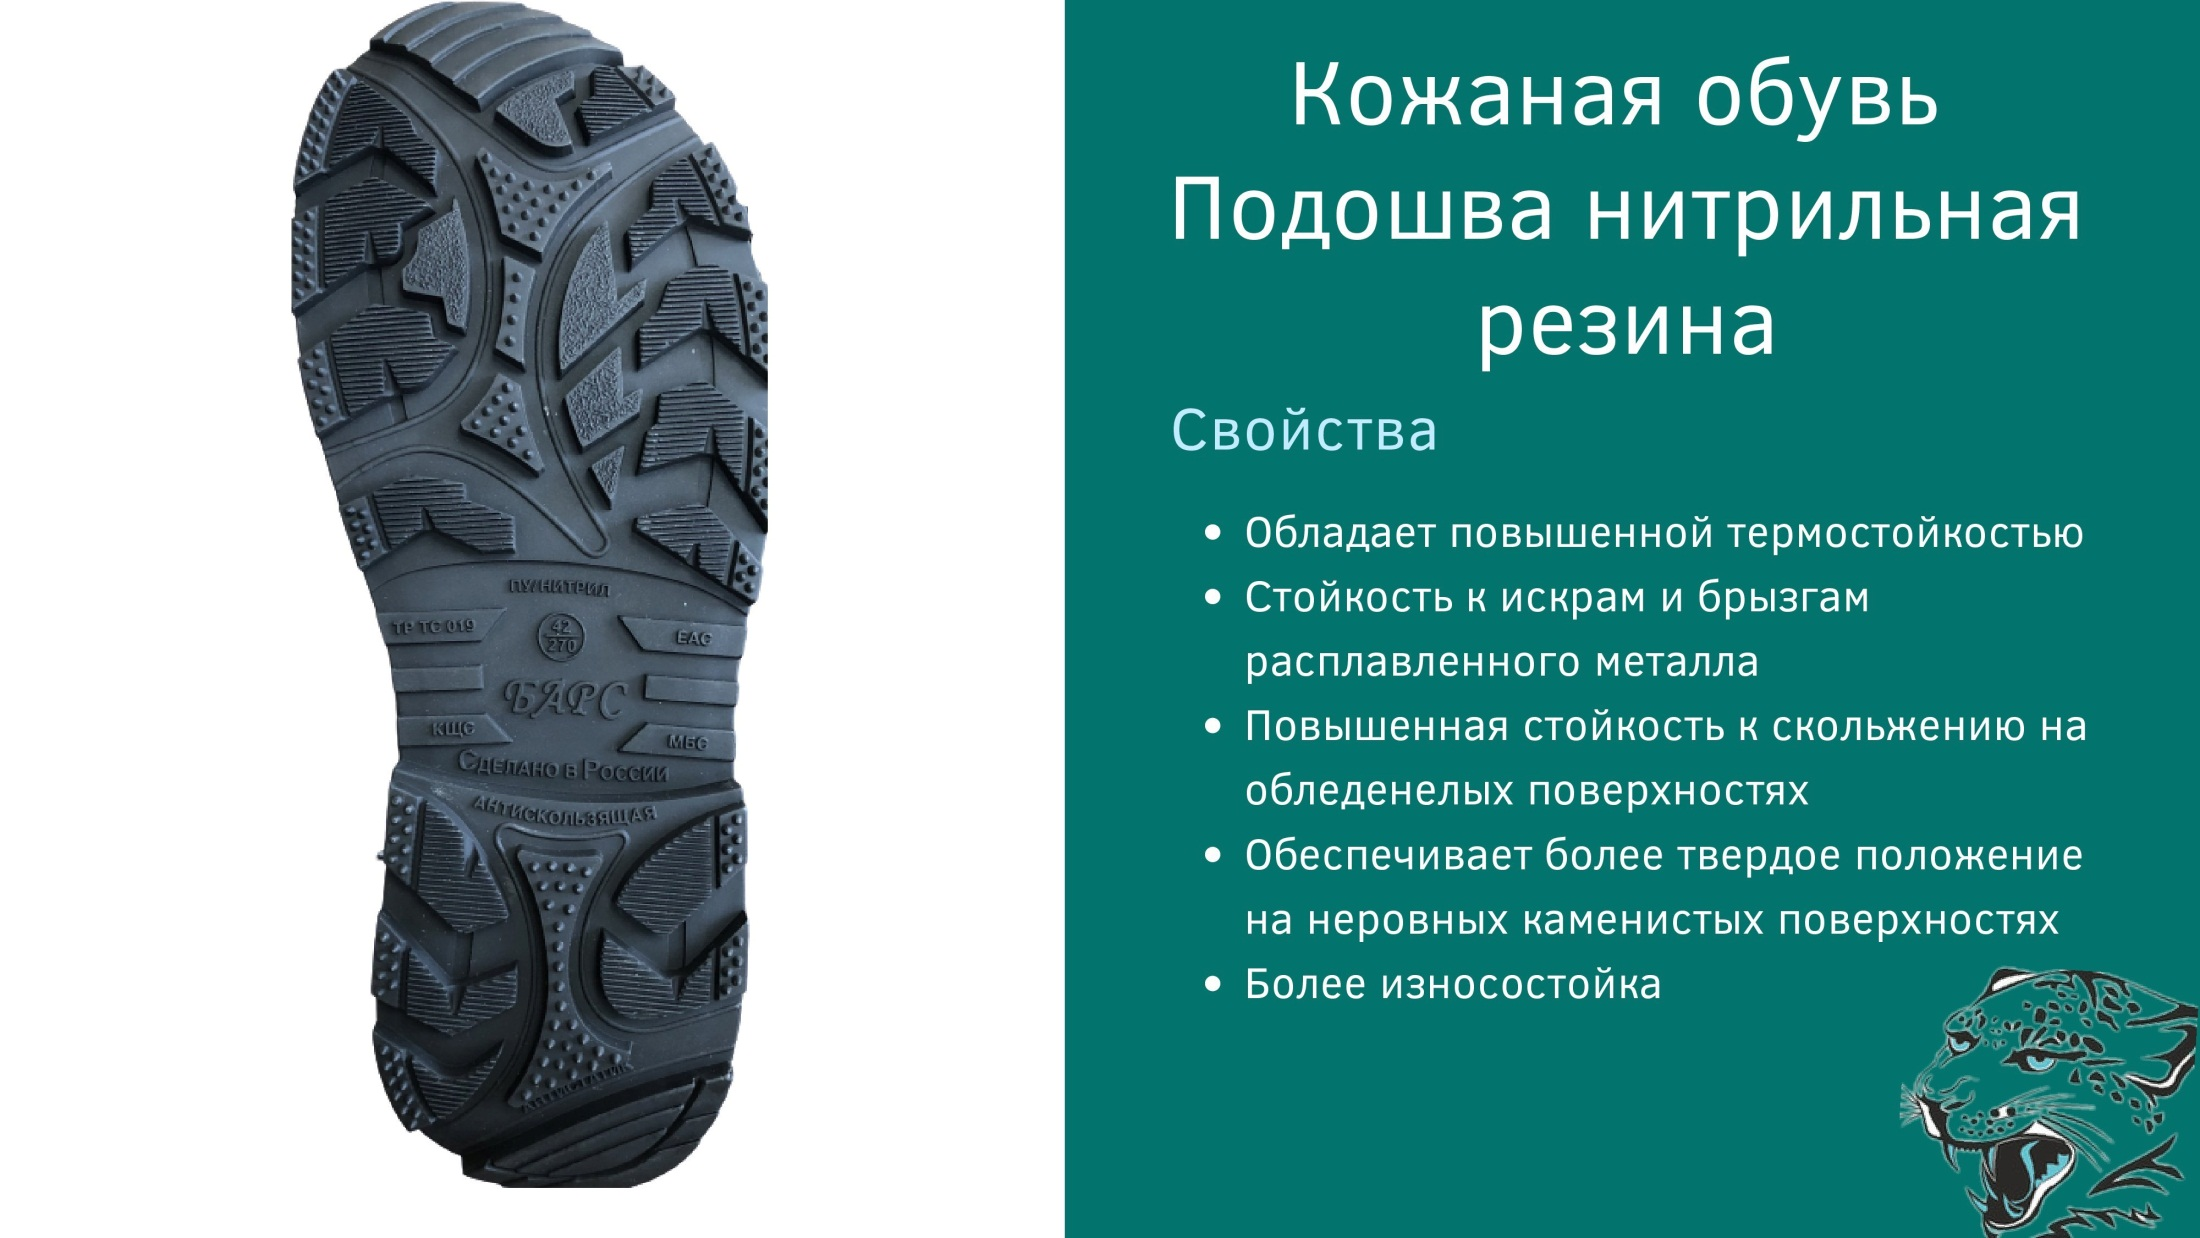 Кожаная обувь
Подошва нитрильная
резина
Свойства
• Обладает повышенной термостойкостью
• Стойкость к искрам и брызгам
расплавленного металла
• Повышенная стойкость к скольжению на
обледенелых поверхностях
• Обеспечивает более твердое положение
на неровных каменистых поверхностях
• Более износостойка
ПУ/НИТРИЛ
ТР ТС 019
42
270
ЕАС
БАРС
КЩС
МБС
Сделано в России
АНТИСКОЛЬЗЯЩАЯ
АНТИСТАТИК